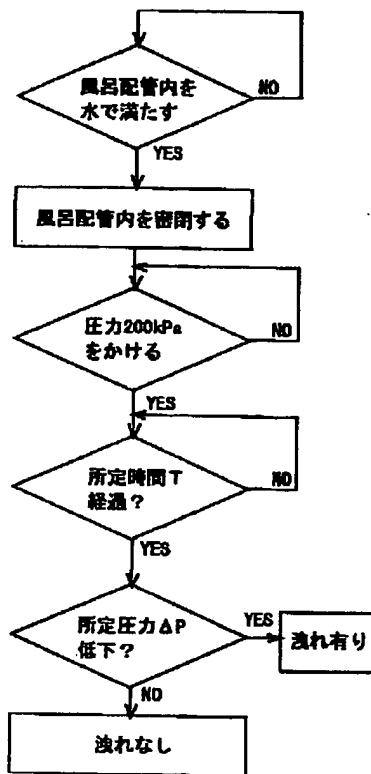 風呂配管内を
水で満たす
NO
YES
風呂配管内を密閉する
圧力200kPa
をかける
NO
YES
所定時間T
経過?
NO
YES
所定圧力ΔP
低下?
YES
洩れ有り
NO
洩れなし